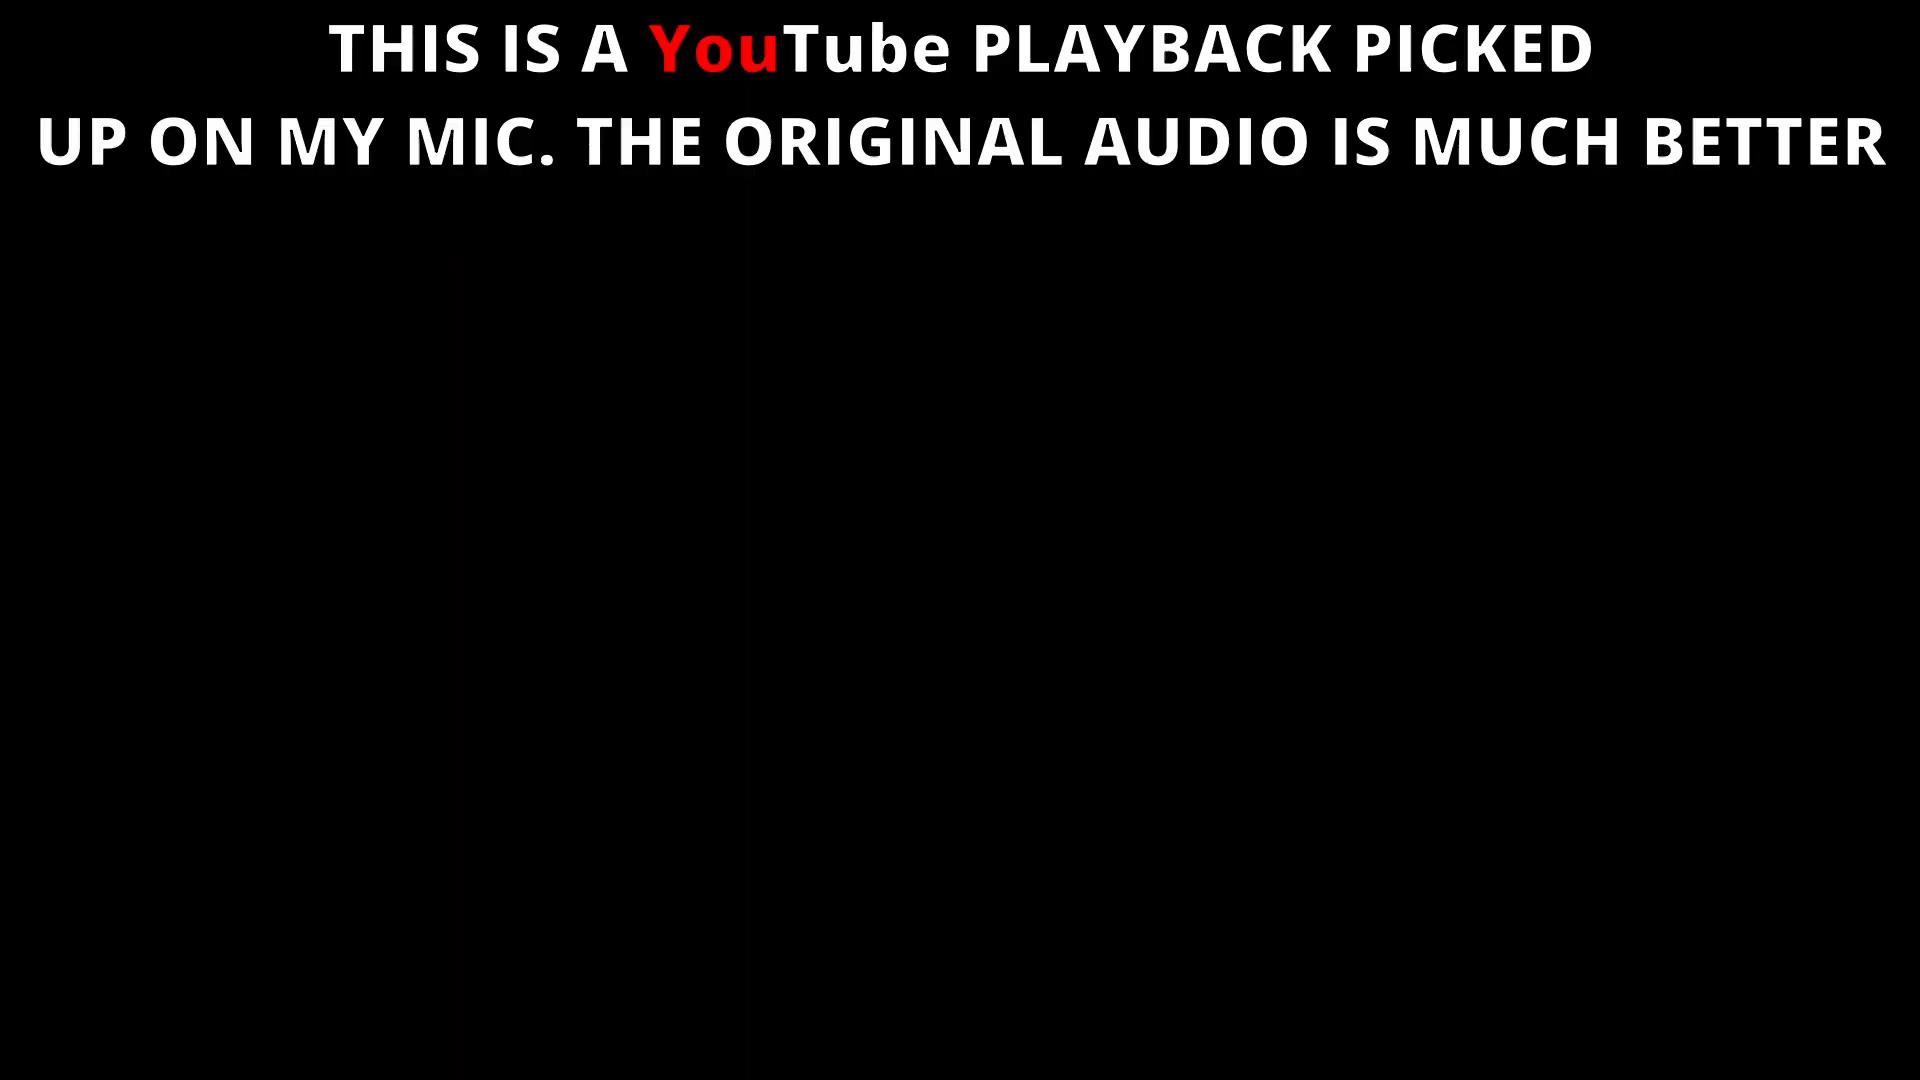 THIS IS A YouTube PLAYBACK PICKED
UP ON MY MIC. THE ORIGINAL AUDIO IS MUCH BETTER